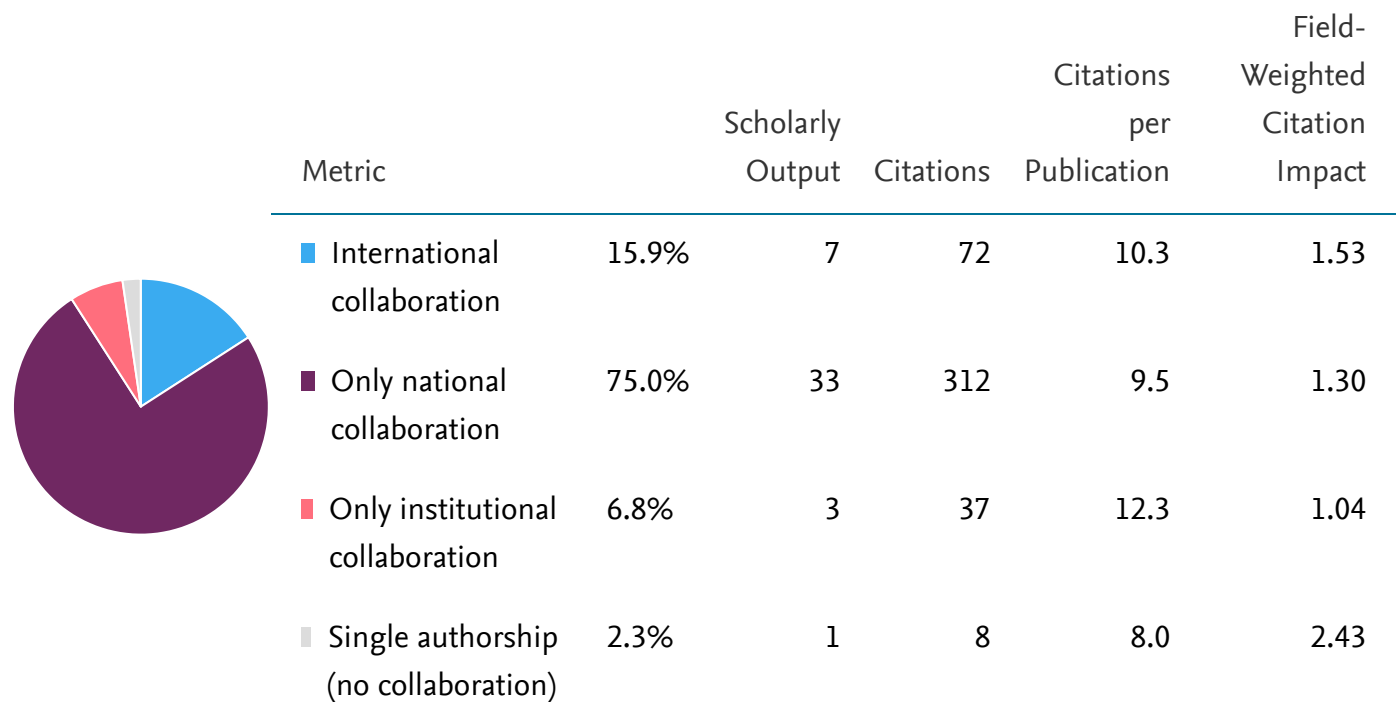 Field-
Weighted
Citation
Impact
Citations
per
Publication
Scholarly
Output
Citations
Metric
International 15.9% 7 72 10.3 1.53
collaboration
Only national 75.0% 33 312 9.5 1.30
collaboration
Only institutional 6.8% 3 37 12.3 1.04
collaboration
Single authorship 2.3% 1 8 8.0 2.43
(no collaboration)